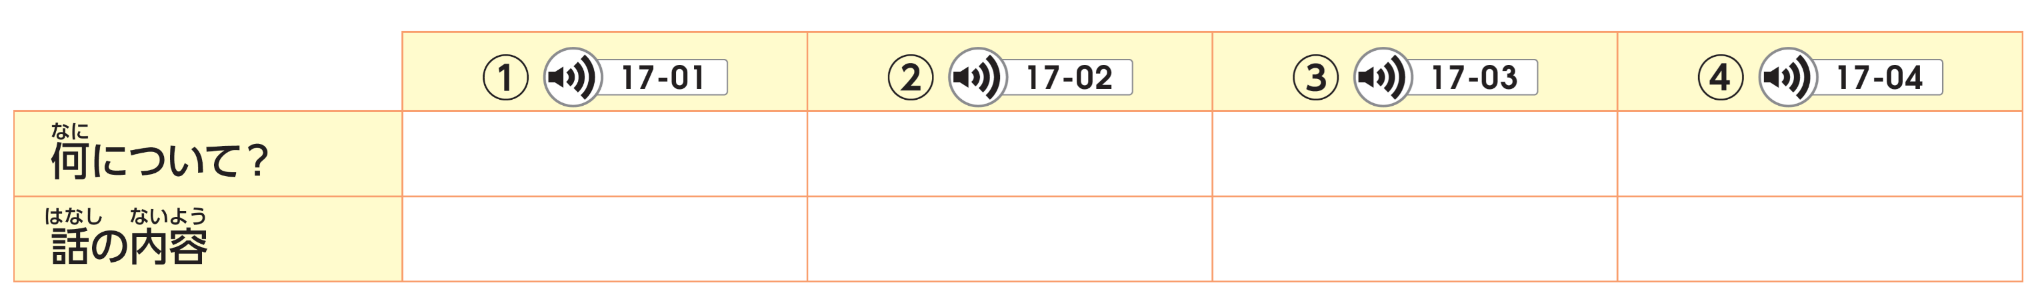 ① 17-01 ② 17-02 ③ 17-03 ④ 17-04
なに
何について？
はなし ないよう
話の内容